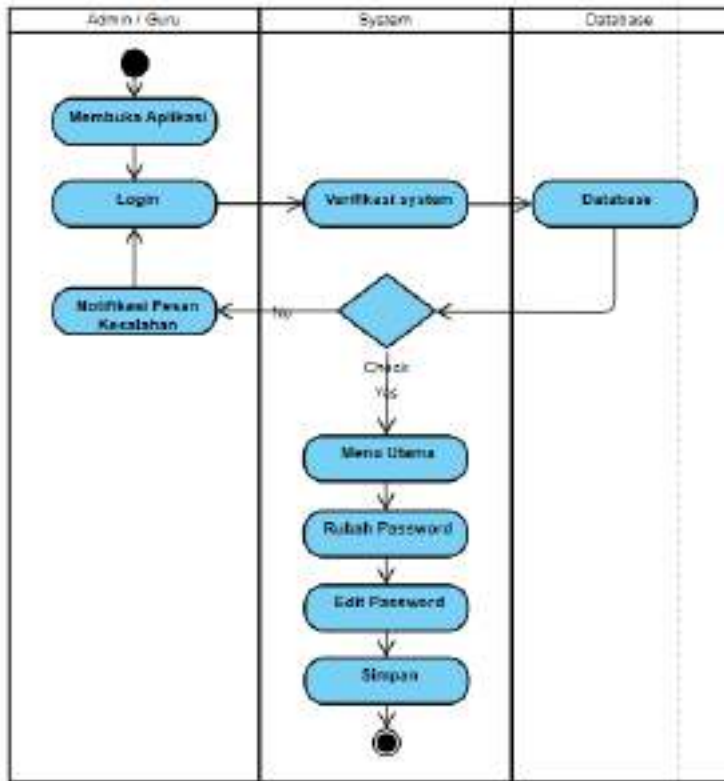 Admin / Guru
System
Database
Membuka Aplikasi
Login
Verifikasi system
Database
Notifikasi Pesan
Kesalahan
No
Check
Yes
Menu Utama
Rubah Password
Edit Password
Simpan